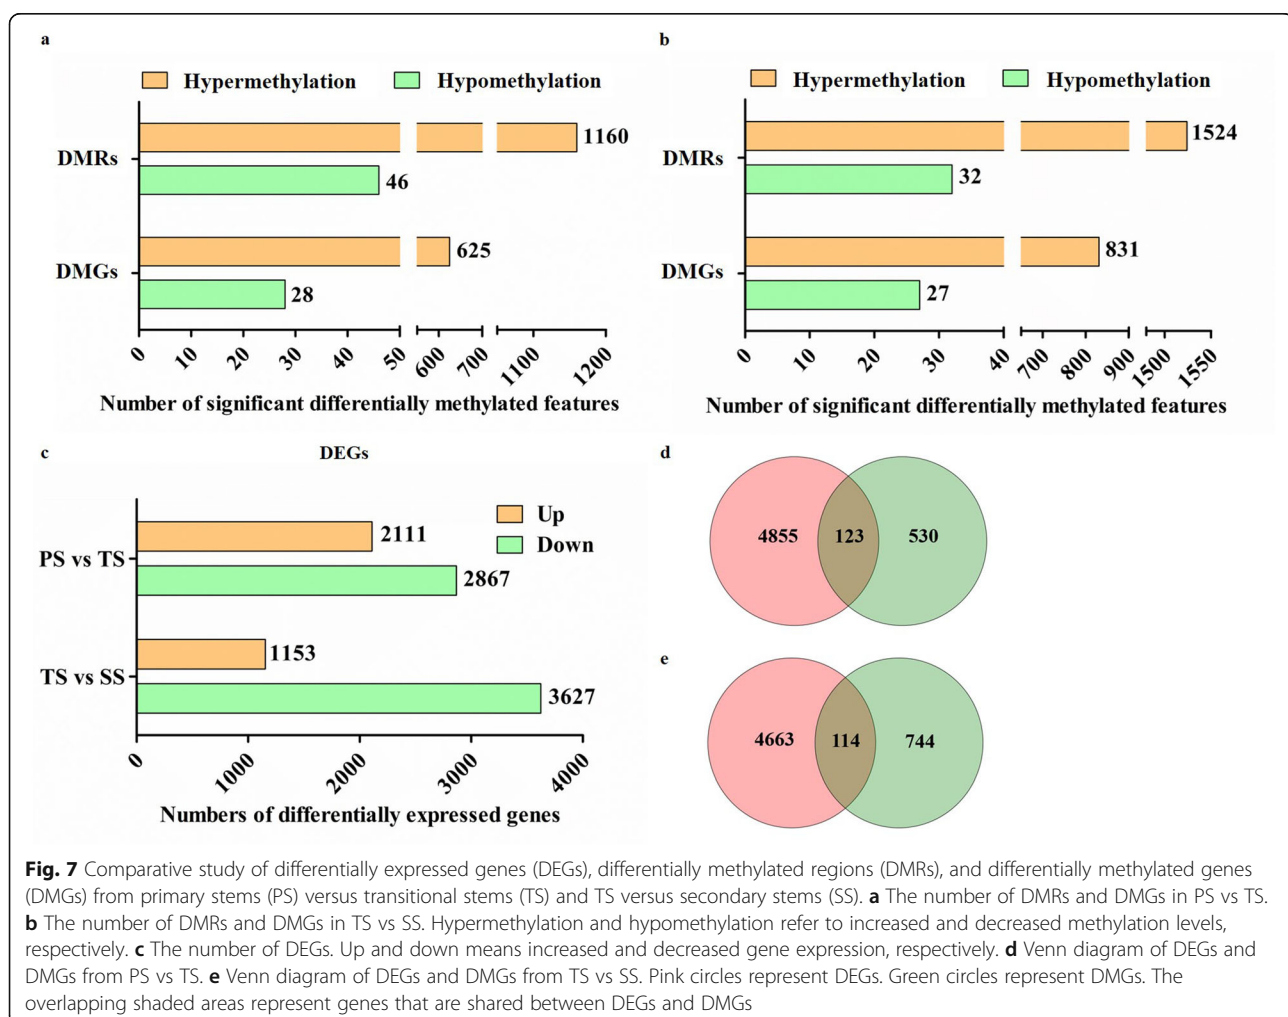 a
Hypermethylation Hypomethylation
DMRs
1160
46
DMGs
625
28
0 10 20 30 40 50 600 700 1100 1200
Number of significant differentially methylated features
b
Hypermethylation Hypomethylation
DMRs
1524
32
DMGs
831
27
0 10 20 30 40 700 800 900 1500 1550
Number of significant differentially methylated features
c
DEGs
Up
Down
PS vs TS
2111
2867
TS vs SS
1153
3627
0 1000 2000 3000 4000
Numbers of differentially expressed genes
d
4855 123 530
e
4663 114 744
Fig. 7 Comparative study of differentially expressed genes (DEGs), differentially methylated regions (DMRs), and differentially methylated genes
(DMGs) from primary stems (PS) versus transitional stems (TS) and TS versus secondary stems (SS). a The number of DMRs and DMGs in PS vs TS.
b The number of DMRs and DMGs in TS vs SS. Hypermethylation and hypomethylation refer to increased and decreased methylation levels,
respectively. c The number of DEGs. Up and down means increased and decreased gene expression, respectively. d Venn diagram of DEGs and
DMGs from PS vs TS. e Venn diagram of DEGs and DMGs from TS vs SS. Pink circles represent DEGs. Green circles represent DMGs. The
overlapping shaded areas represent genes that are shared between DEGs and DMGs